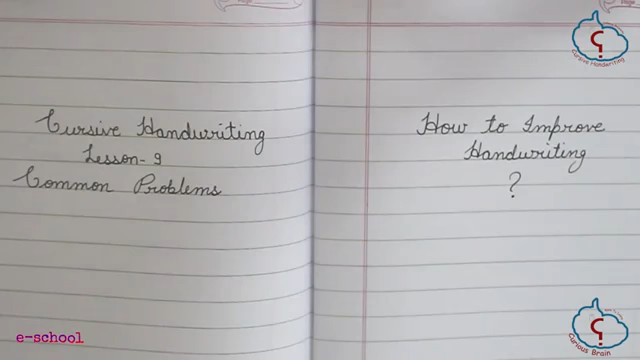 Cursive Handwriting
Lesson - 9
Common Problems
How to Improve
Handwriting
?
Cursive Handwriting
e-school
Curious Brain